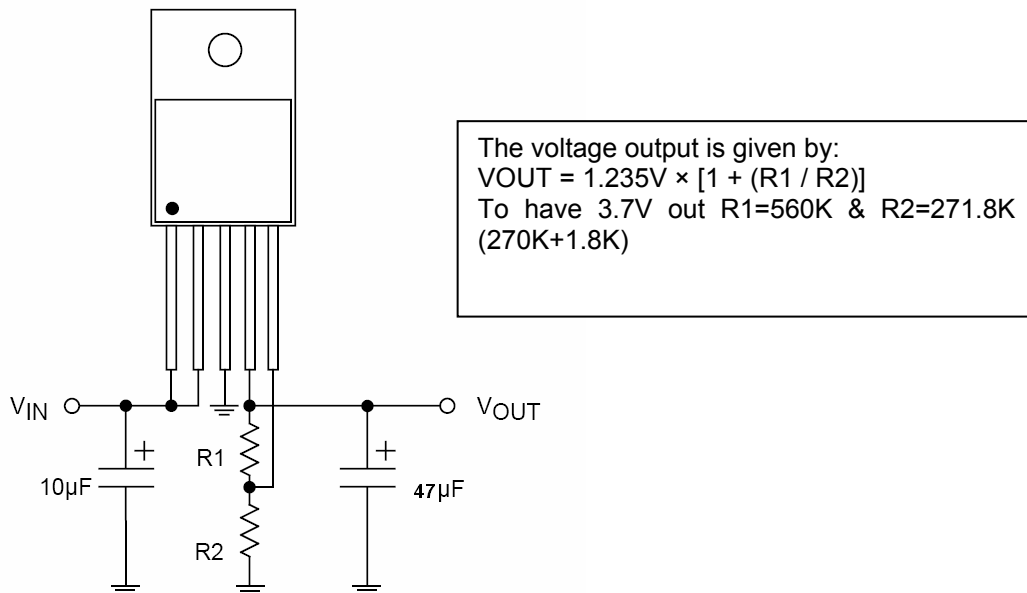 The voltage output is given by:
VOUT = 1.235V × [1 + (R1 / R2)]
To have 3.7V out R1=560K & R2=271.8K
(270K+1.8K)
VIN
VOUT
+
R1
+
10µF
47µF
R2